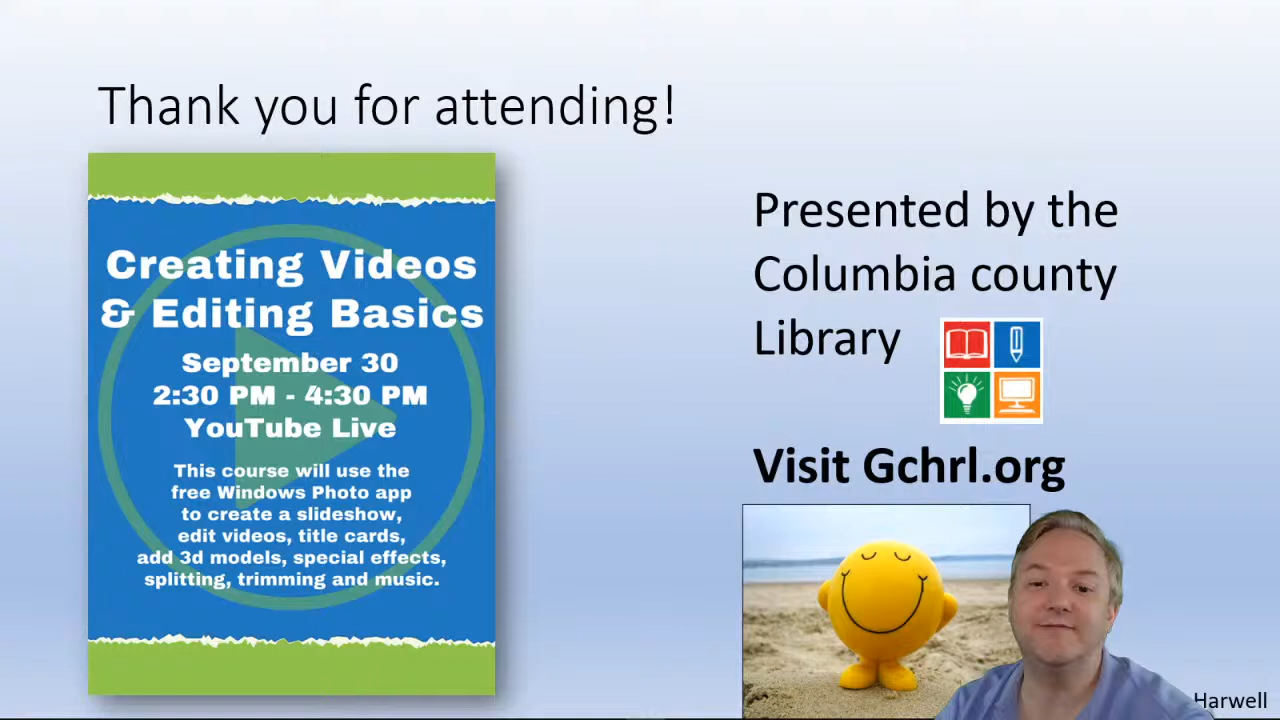 Thank you for attending!
Creating Videos
& Editing Basics
September 30
2:30 PM - 4:30 PM
YouTube Live
This course will use the
free Windows Photo app
to create a slideshow,
edit videos, title cards,
add 3d models, special effects,
splitting, trimming and music.
Presented by the
Columbia county
Library
Visit Gchrl.org
Harwell